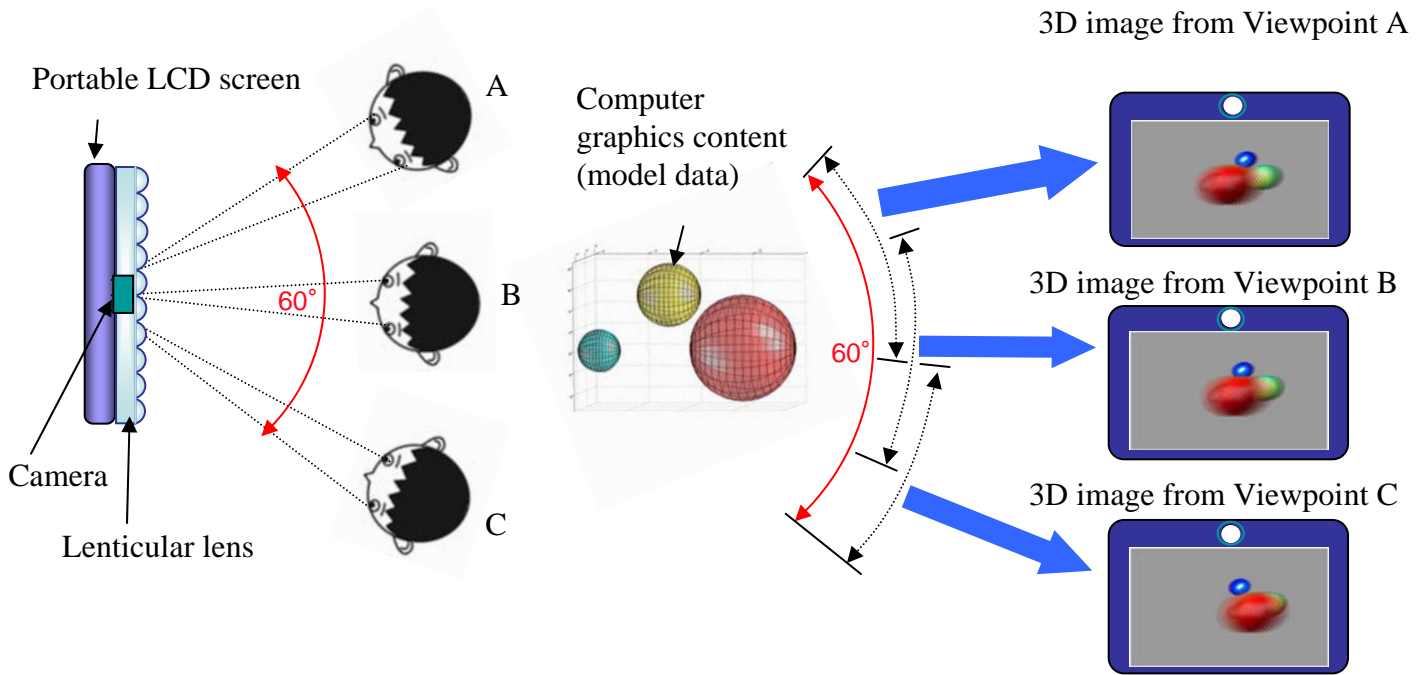 3D image from Viewpoint A
Portable LCD screen
A
Computer
graphics content
(model data)
60°
B
60°
3D image from Viewpoint B
Camera
C
Lenticular lens
3D image from Viewpoint C